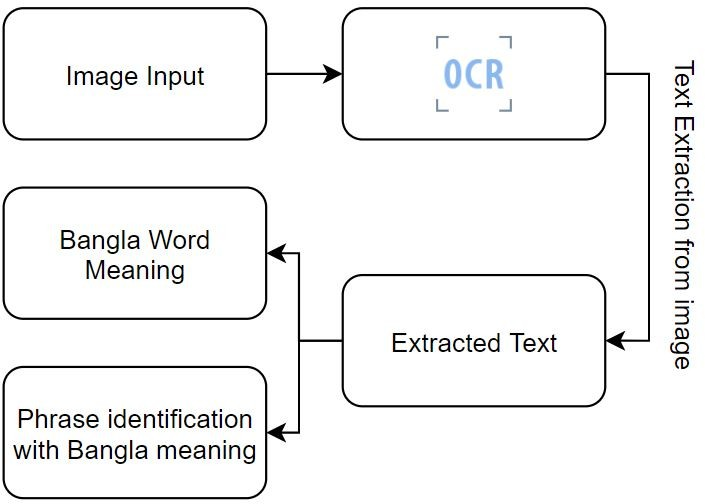 Image Input
OCR
Text Extraction from image
Bangla Word
Meaning
Extracted Text
Phrase identification
with Bangla meaning